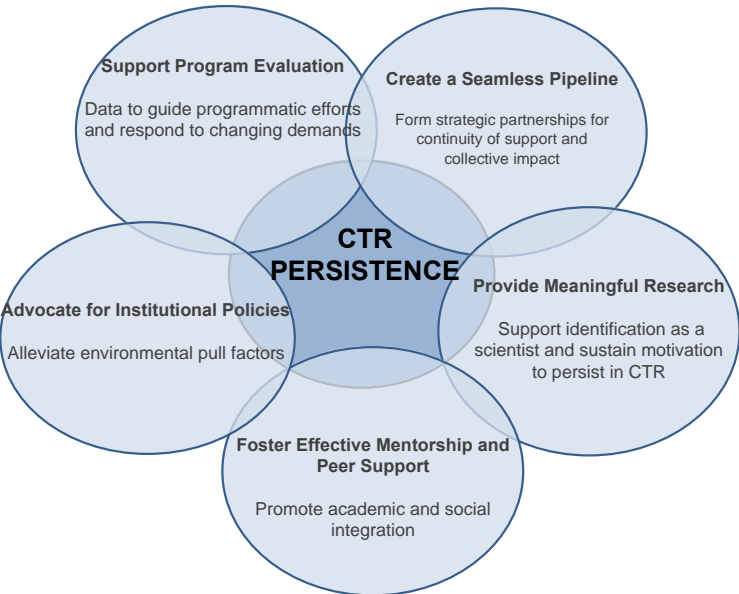 Support Program Evaluation
Data to guide programmatic efforts
and respond to changing demands
Create a Seamless Pipeline
Form strategic partnerships for
continuity of support and
collective impact
CTR
PERSISTENCE
Advocate for Institutional Policies
Alleviate environmental pull factors
Provide Meaningful Research
Support identification as a
scientist and sustain motivation
to persist in CTR
Foster Effective Mentorship and
Peer Support
Promote academic and social
integration